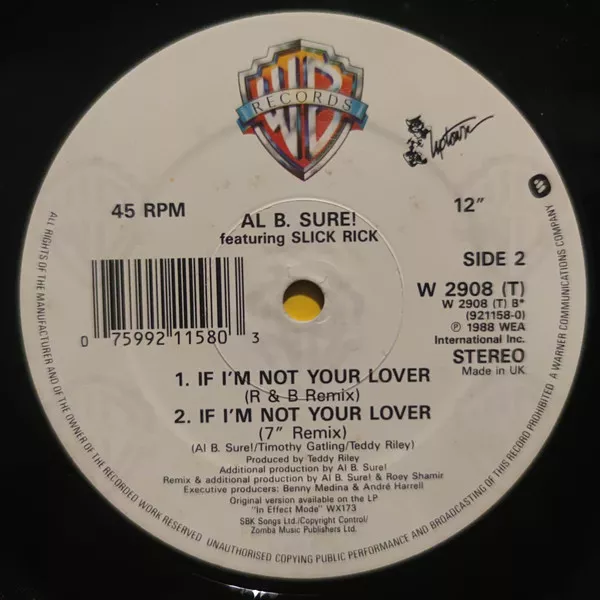 WB
RECORDS
Uptown
45 RPM
12"
AL B. SURE!
featuring SLICK RICK
SIDE 2
W 2908 (T)
W 2908 (T) B*
(921158-0)
℗ 1988 WEA
International Inc.
STEREO
Made in UK
0 75992 11580 3
1. IF I'M NOT YOUR LOVER
(R & B Remix)
2. IF I'M NOT YOUR LOVER
(7" Remix)
(Al B. Sure!/Timothy Gatling/Teddy Riley)
Produced by Teddy Riley
Additional production by Al B. Sure!
Remix & additional production by Al B. Sure! & Roey Shamir
Executive producers: Benny Medina & André Harrell
Original version available on the LP
"In Effect Mode" WX173
SBK Songs Ltd./Copyright Control/
Zomba Music Publishers Ltd.
ALL RIGHTS OF THE MANUFACTURER AND OF THE OWNER OF THE RECORDED WORK RESERVED UNAUTHORISED COPYING PUBLIC PERFORMANCE AND BROADCASTING OF THIS RECORD PROHIBITED A WARNER COMMUNICATIONS COMPANY